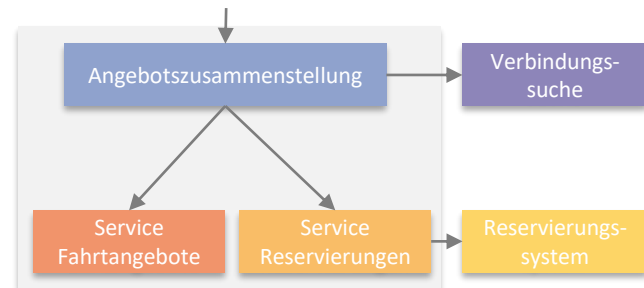 Angebotszusammenstellung
Verbindungs-
suche
Service
Fahrtangebote
Service
Reservierungen
Reservierungs-
system